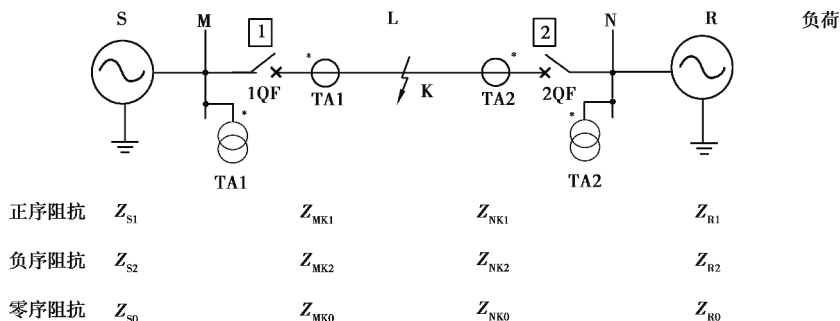 S M 1 L N R 负荷
2
* *
1QF TA1 K TA2 2QF
* *
TA1 TA2
正序阻抗 Z_S1 Z_MK1 Z_NK1 Z_R1
负序阻抗 Z_S2 Z_MK2 Z_NK2 Z_R2
零序阻抗 Z_S0 Z_MK0 Z_NK0 Z_R0